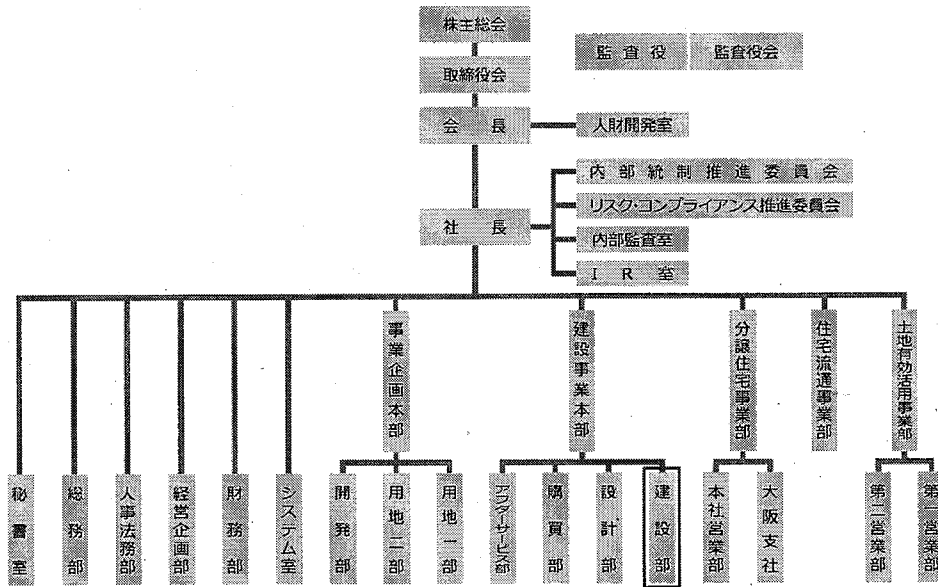 株主総会
監査役
監査役会
取締役会
会長
人財開発室
内部統制推進委員会
リスク・コンプライアンス推進委員会
社長
内部監査室
IR室
事業企画本部
建設事業本部
分譲住宅事業部
住宅流通事業部
土地有効活用事業部
秘書室
総務部
人事法務部
経営企画部
財務部
システム室
開発部
用地二部
用地一部
アフターサービス部
購買部
設計部
建設部
本社営業部
大阪支社
第二営業部
第一営業部